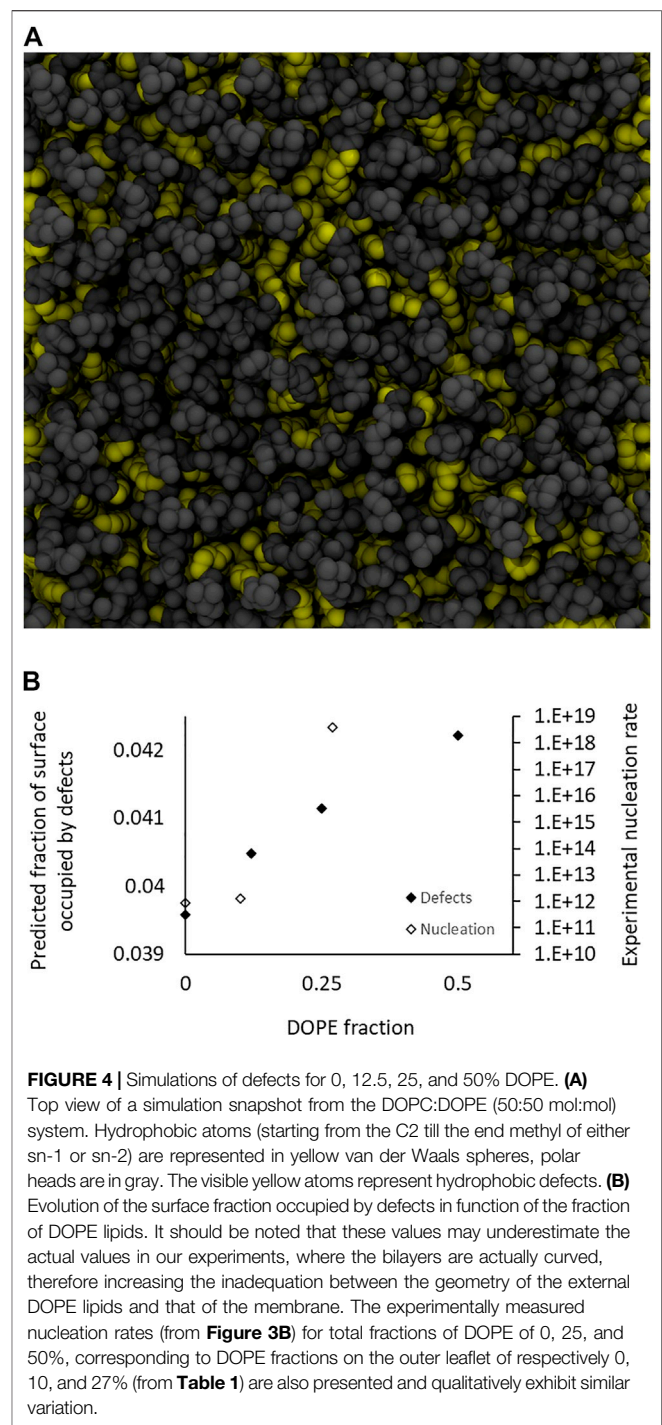 A
B
Predicted fraction of surface
occupied by defects
0.042
0.041
0.04
0.039
1.E+19
1.E+18
1.E+17
1.E+16
1.E+15
1.E+14
1.E+13
1.E+12
1.E+11
1.E+10
Experimental nucleation rate
Defects
Nucleation
0
0.25
0.5
DOPE fraction
FIGURE 4 | Simulations of defects for 0, 12.5, 25, and 50% DOPE. (A)
Top view of a simulation snapshot from the DOPC:DOPE (50:50 mol:mol)
system. Hydrophobic atoms (starting from the C2 till the end methyl of either
sn-1 or sn-2) are represented in yellow van der Waals spheres, polar
heads are in gray. The visible yellow atoms represent hydrophobic defects. (B)
Evolution of the surface fraction occupied by defects in function of the fraction
of DOPE lipids. It should be noted that these values may underestimate the
actual values in our experiments, where the bilayers are actually curved,
therefore increasing the inadequation between the geometry of the external
DOPE lipids and that of the membrane. The experimentally measured
nucleation rates (from Figure 3B) for total fractions of DOPE of 0, 25, and
50%, corresponding to DOPE fractions on the outer leaflet of respectively 0,
10, and 27% (from Table 1) are also presented and qualitatively exhibit similar
variation.